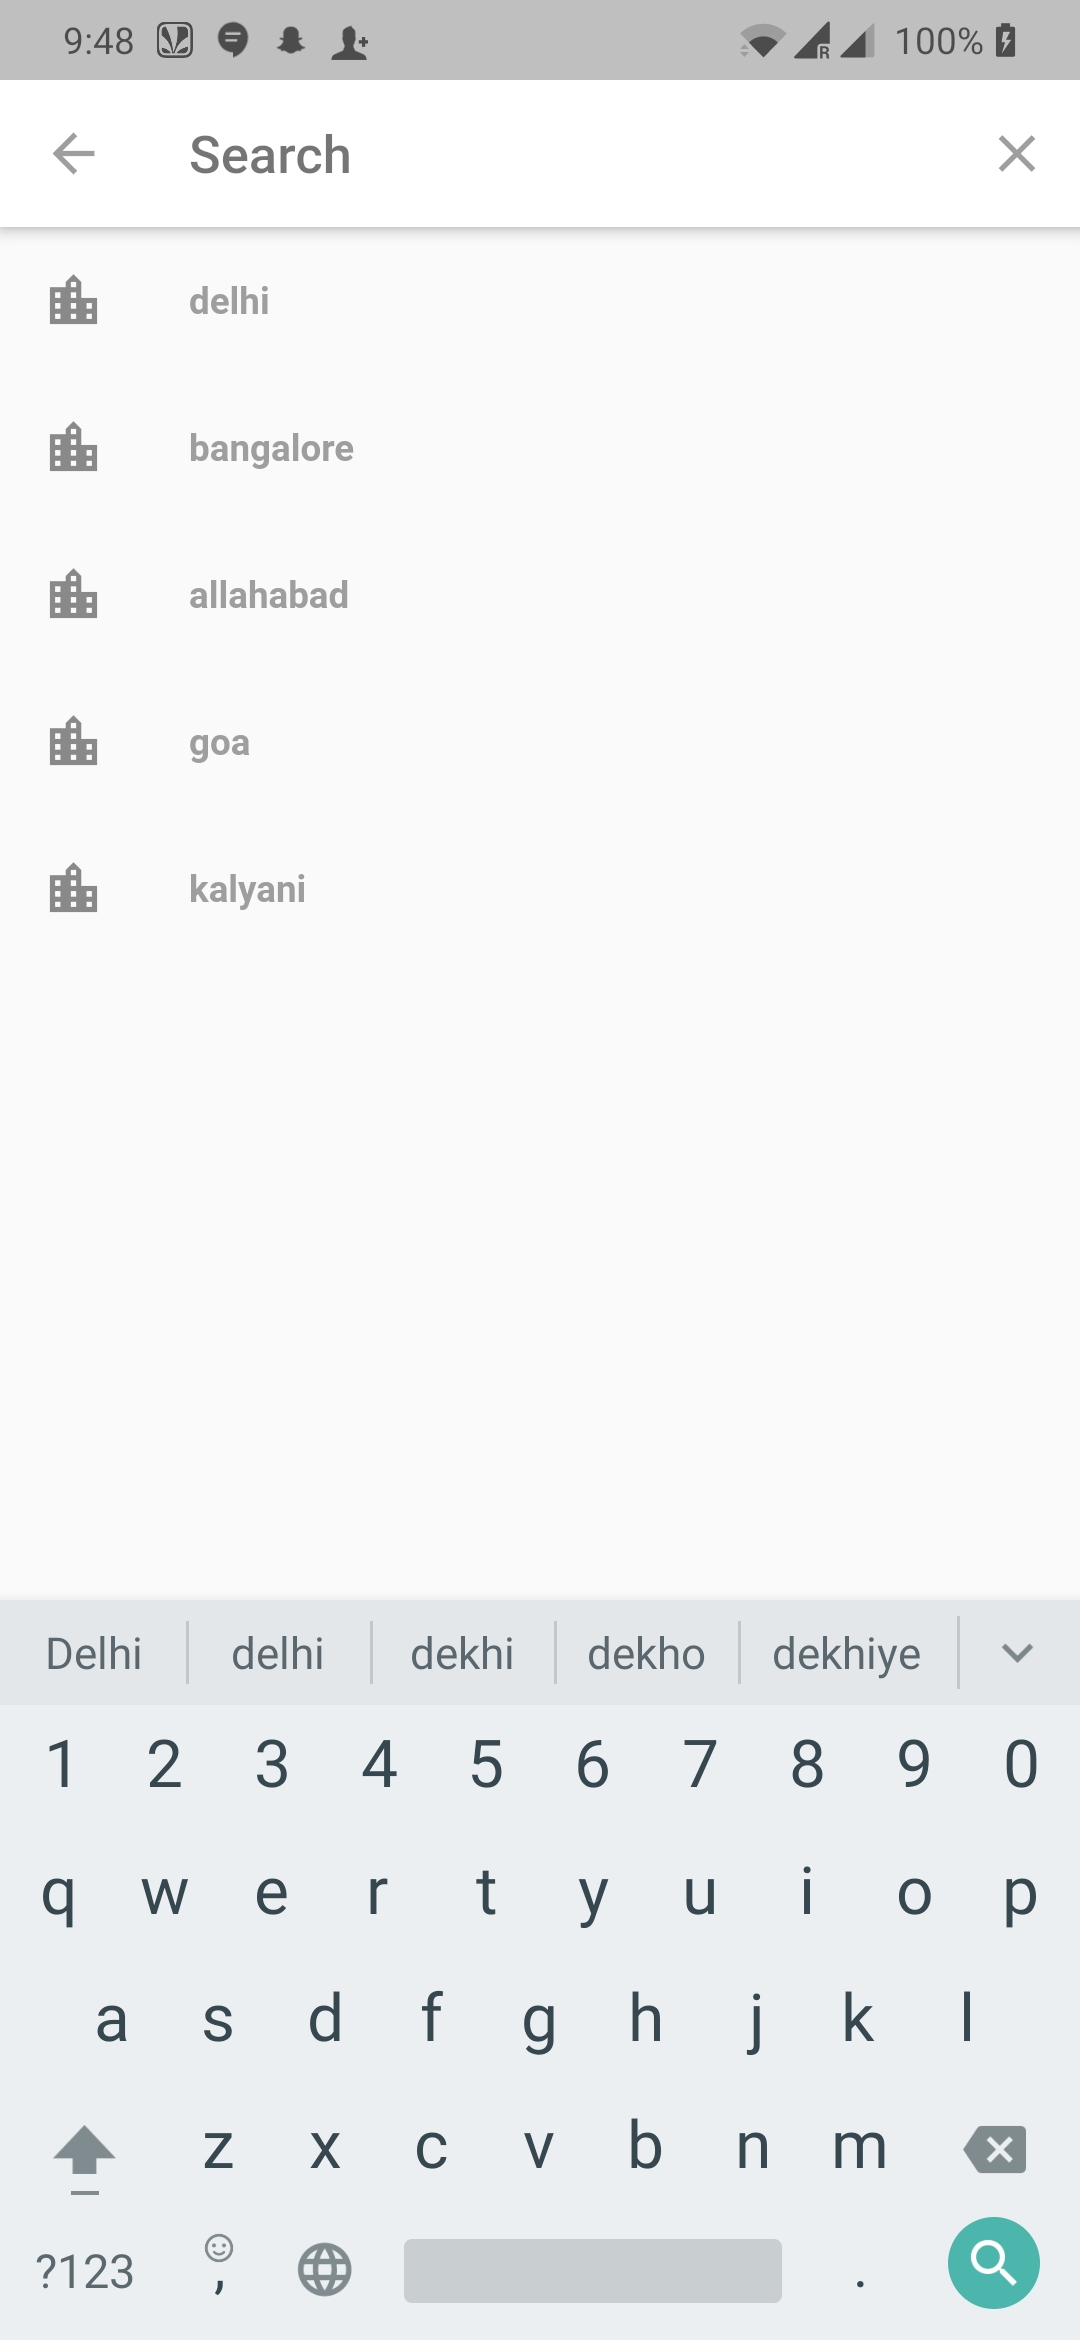 9:48 R 100%
Search
delhi
bangalore
allahabad
goa
kalyani
Delhi delhi dekhi dekho dekhiye
1 2 3 4 5 6 7 8 9 0
q w e r t y u i o p
a s d f g h j k l
z x c v b n m
?123 , .